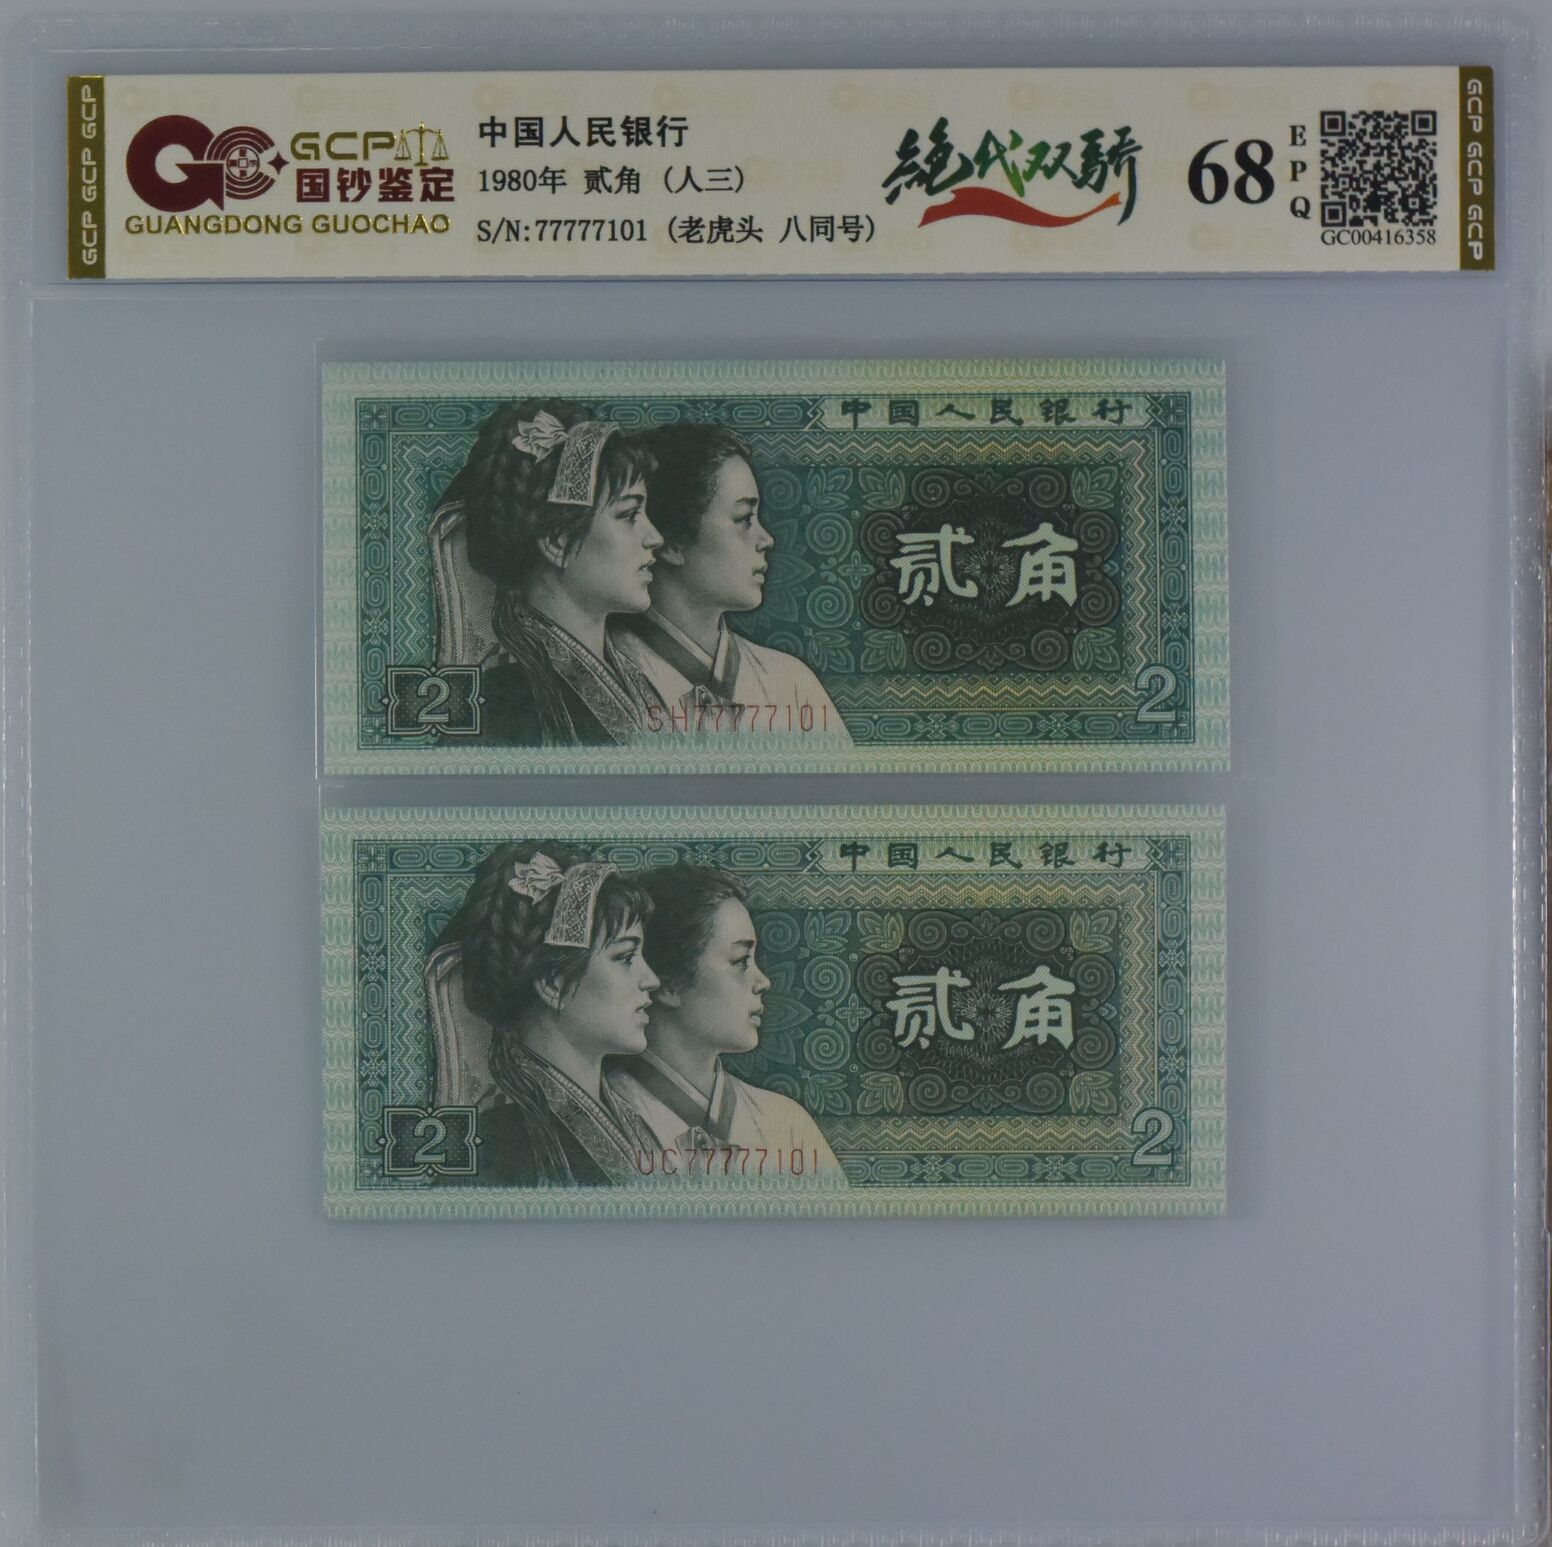 GCP GCP GCP
GCP
国钞鉴定
GUANGDONG GUOCHAO
中国人民银行
1980年 贰角 (人三)
S/N:77777101 (老虎头 八同号)
絕代双驕
68
EPQ
GC00416358
GCP GCP GCP
中国人民银行
贰角
2
2
SH77777101
中国人民银行
贰角
2
2
UC77777101